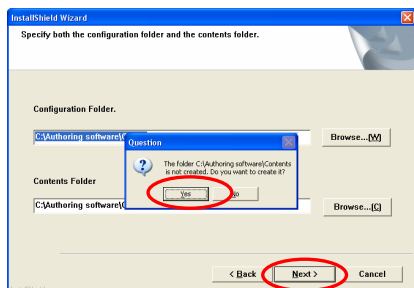 InstallShield Wizard
Specify both the configuration folder and the contents folder.
Configuration Folder.
C:\Authoring software\C
Browse...(W)
Question
The folder C:\Authoring software\Contents
is not created. Do you want to create it?
Yes
No
Contents Folder
C:\Authoring software\C
Browse...(C)
< Back
Next >
Cancel